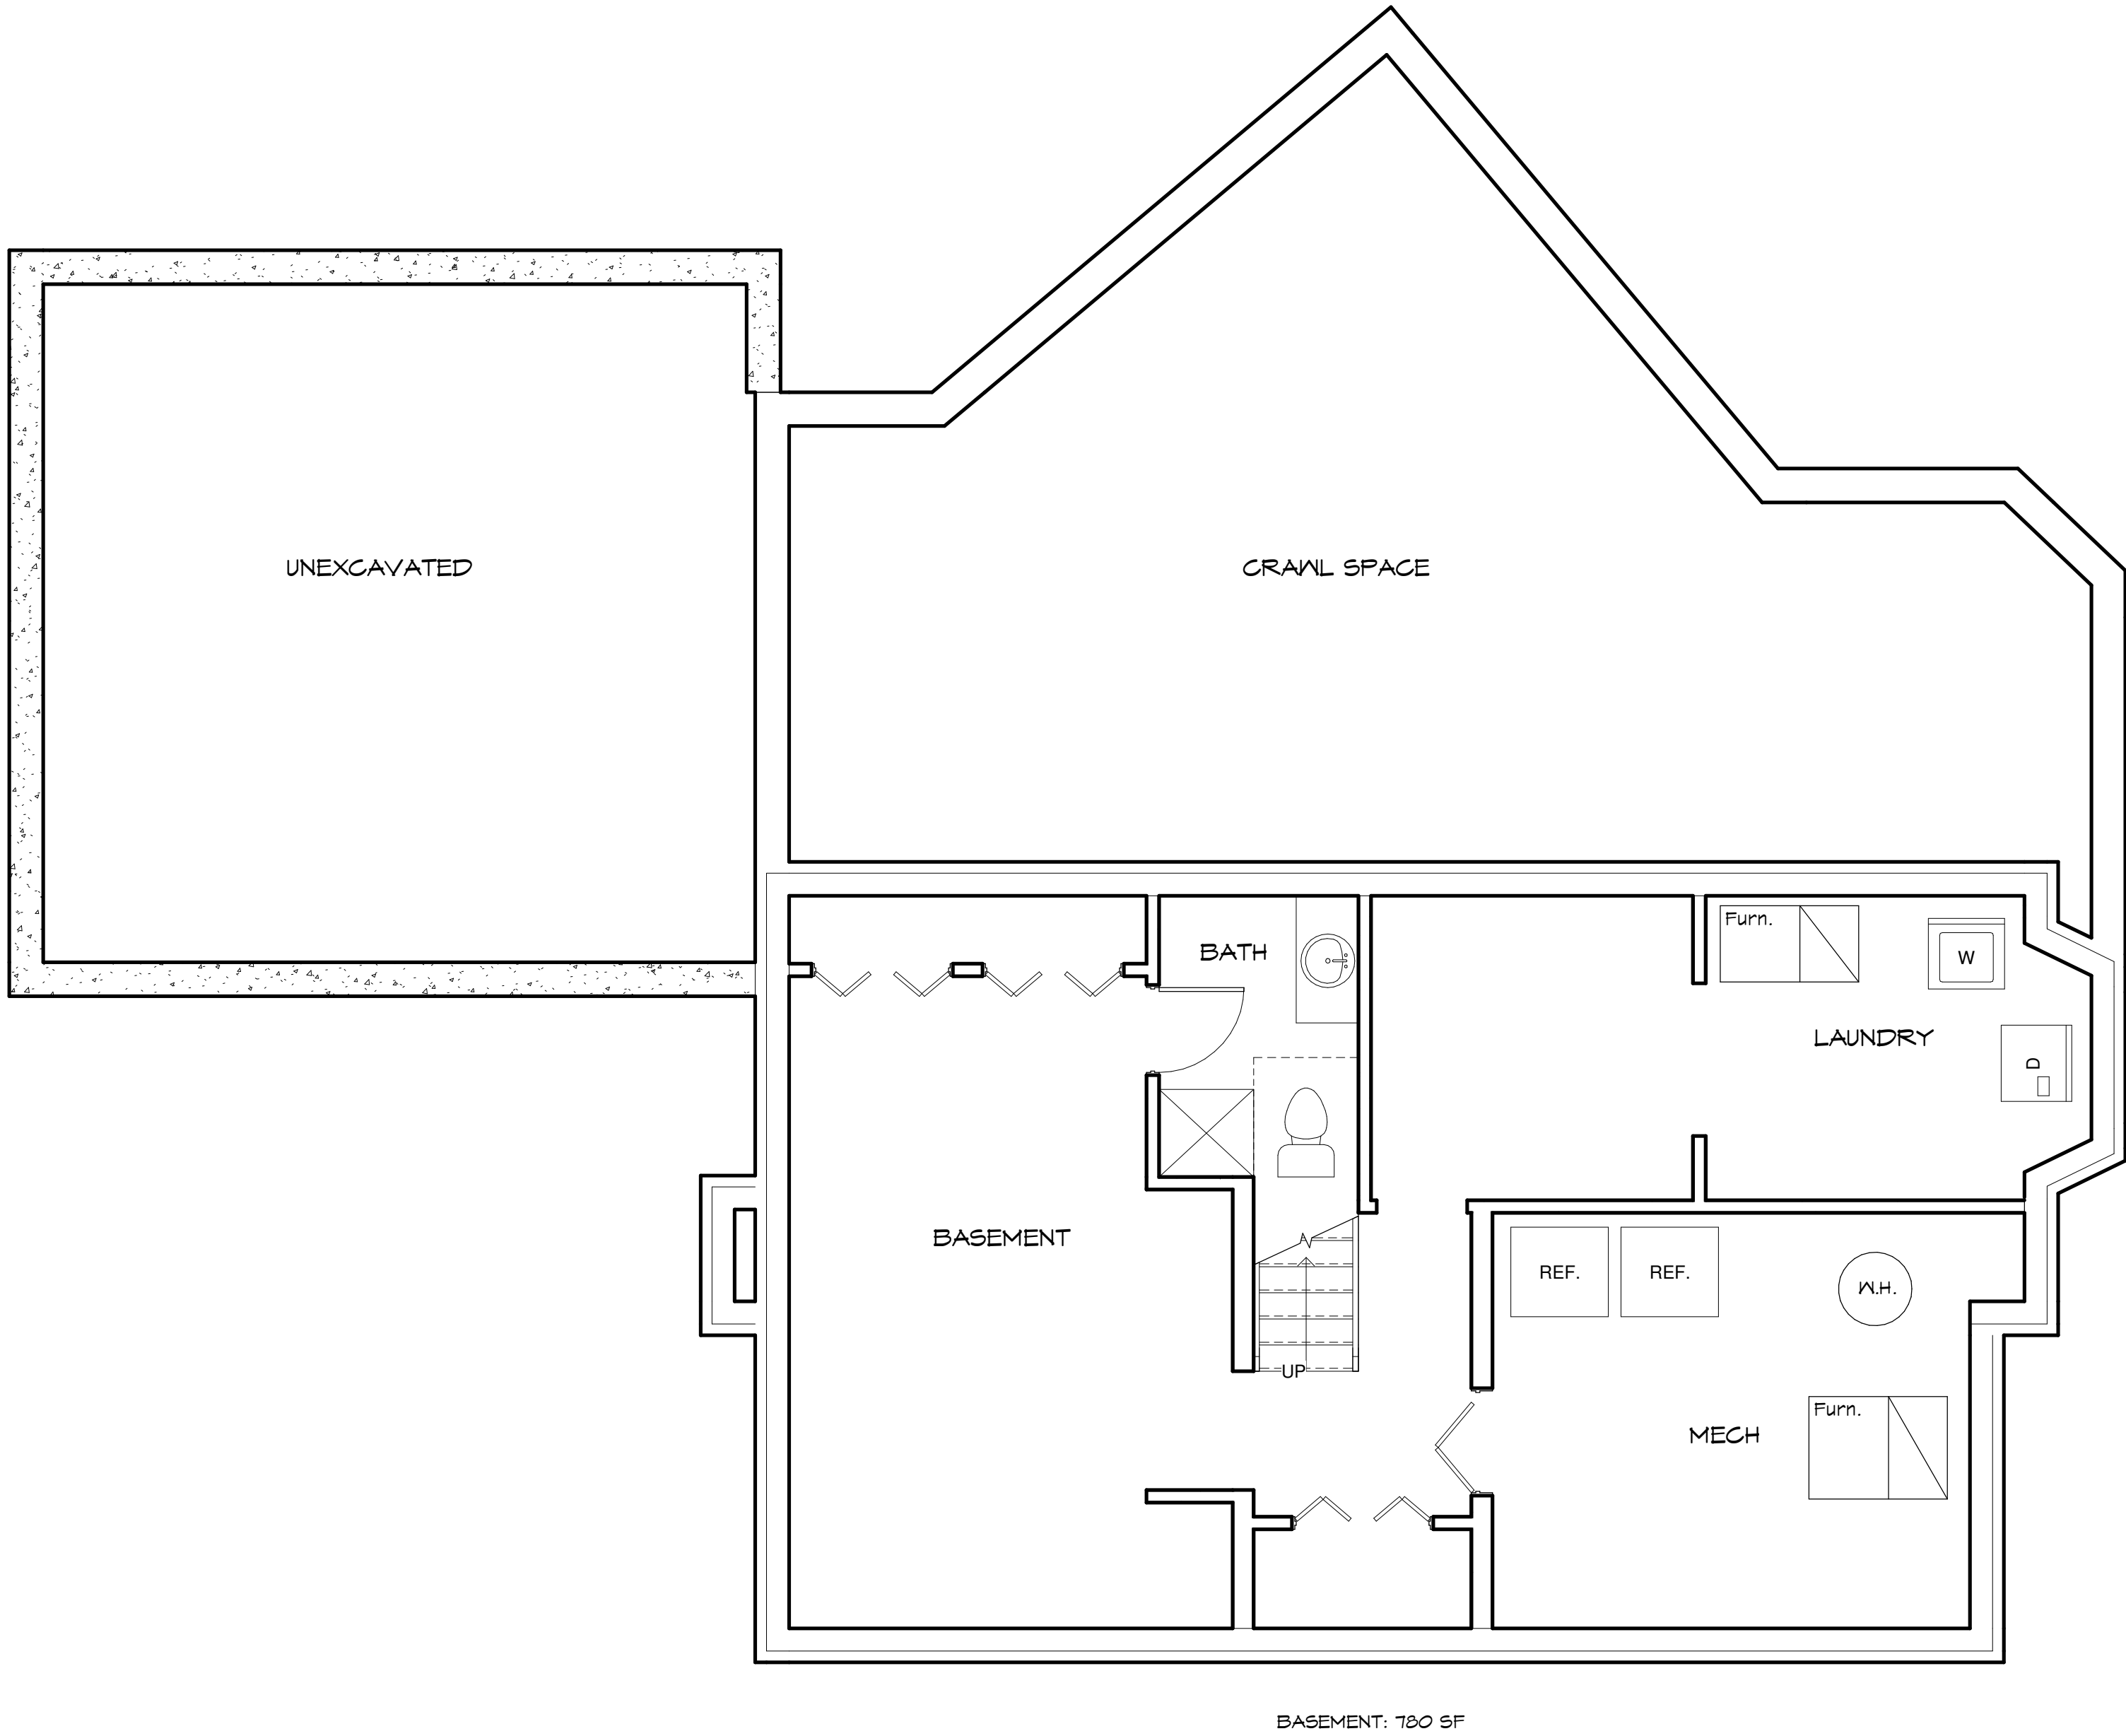 UNEXCAVATED
CRAWL SPACE
Furn.
BATH
W
LAUNDRY
D
BASEMENT
REF.
REF.
W.H.
UP
Furn.
MECH
BASEMENT: 780 SF